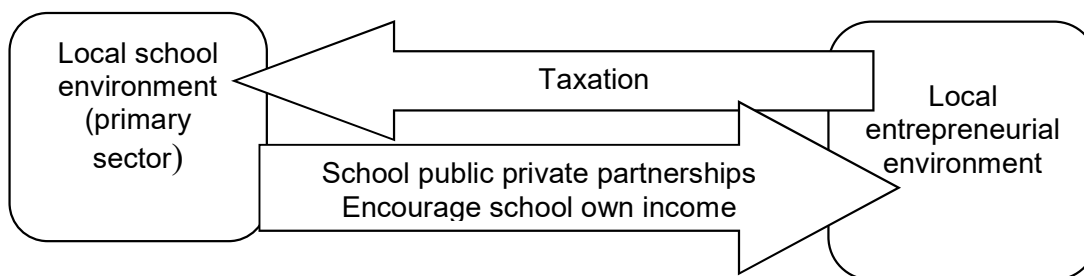 Local school
environment
(primary
sector)
Taxation
School public private partnerships
Encourage school own income
Local
entrepreneurial
environment